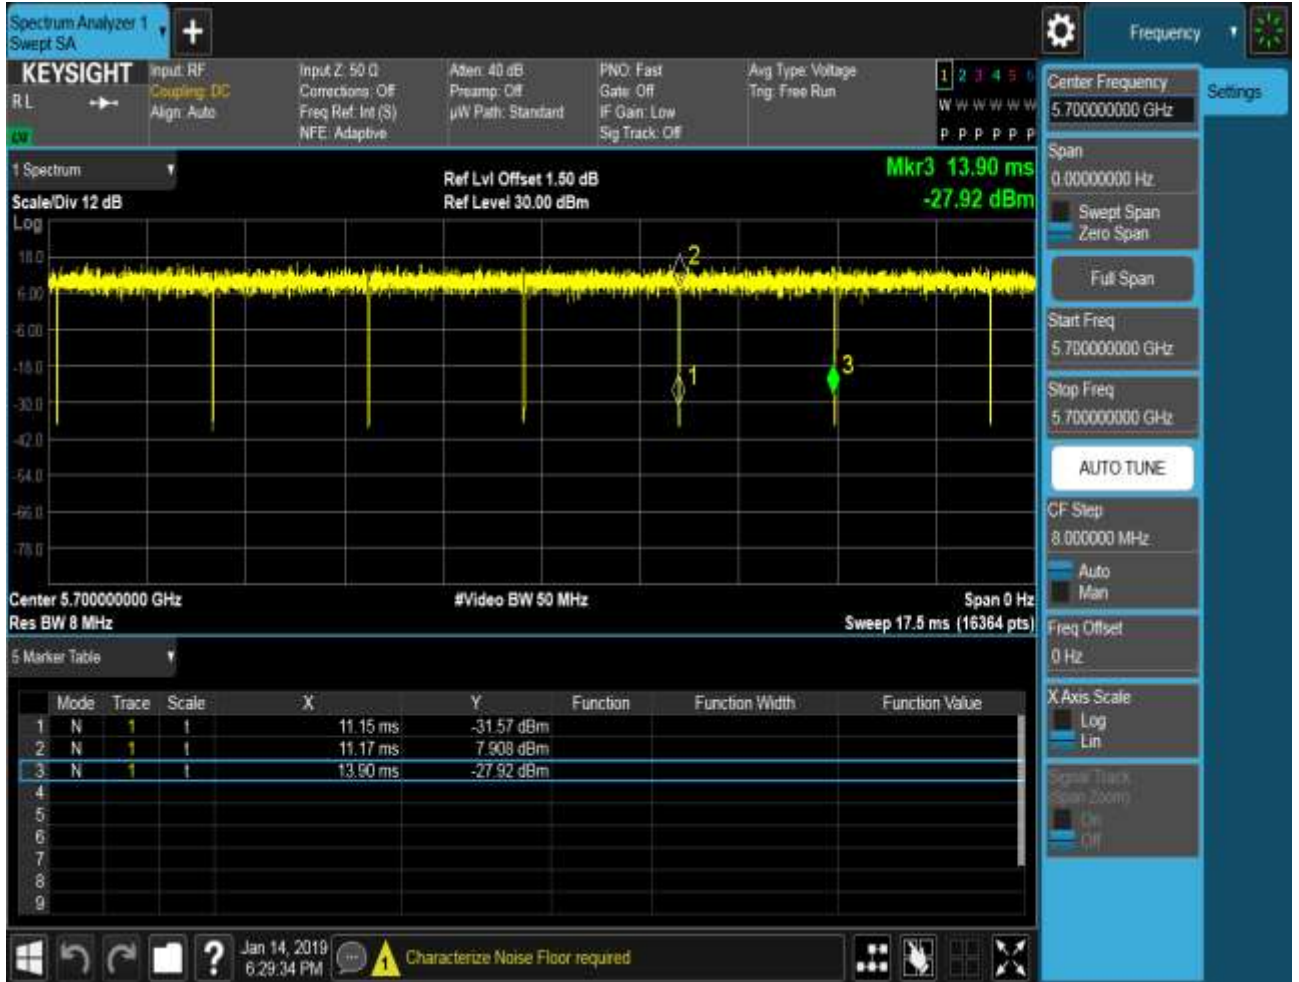 Spectrum Analyzer 1
Swept SA
+
Frequency
KEYSIGHT
R L
Input: RF
Coupling: DC
Align: Auto
Input Z: 50 Ω
Corrections: Off
Freq Ref: Int (S)
NFE: Adaptive
Atten: 40 dB
Preamp: Off
µW Path: Standard
PNO: Fast
Gate: Off
IF Gain: Low
Sig Track: Off
Avg Type: Voltage
Trig: Free Run
1 2 3 4 5 6
W W W W W W
P P P P P P
1 Spectrum
Scale/Div 12 dB
Ref Lvl Offset 1.50 dB
Ref Level 30.00 dBm
Mkr3 13.90 ms
-27.92 dBm
Log
18.0
6.00
-6.00
-18.0
-30.0
-42.0
-54.0
-66.0
-78.0
2
1
3
Center 5.700000000 GHz
#Video BW 50 MHz
Span 0 Hz
Res BW 8 MHz
Sweep 17.5 ms (16364 pts)
5 Marker Table
Mode Trace Scale X Y Function Function Width Function Value
1 N 1 t 11.15 ms -31.57 dBm
2 N 1 t 11.17 ms 7.908 dBm
3 N 1 t 13.90 ms -27.92 dBm
4
5
6
7
8
9
Center Frequency
5.700000000 GHz
Settings
Span
0.00000000 Hz
Swept Span
Zero Span
Full Span
Start Freq
5.700000000 GHz
Stop Freq
5.700000000 GHz
AUTO TUNE
CF Step
8.000000 MHz
Auto
Man
Freq Offset
0 Hz
X Axis Scale
Log
Lin
Signal Track
(Span Zoom)
On
Off
?
Jan 14, 2019
6:29:34 PM
1
Characterize Noise Floor required